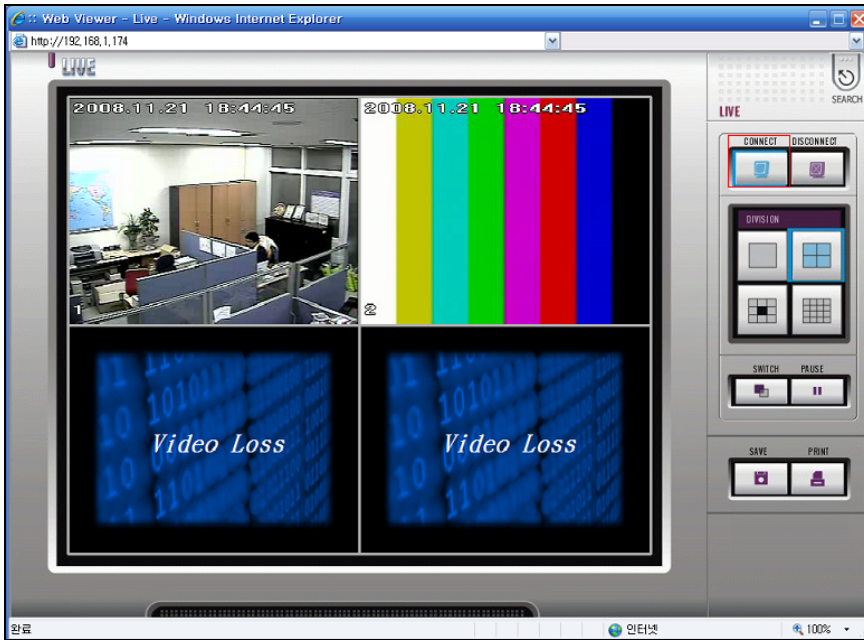 :: Web Viewer - Live - Windows Internet Explorer
http://192,168,1,174
LIVE
2008.11.21 18:44:45
1
2008.11.21 18:44:45
2
Video Loss
Video Loss
SEARCH
LIVE
CONNECT DISCONNECT
DIVISION
SWITCH PAUSE
SAVE PRINT
완료
인터넷
100%